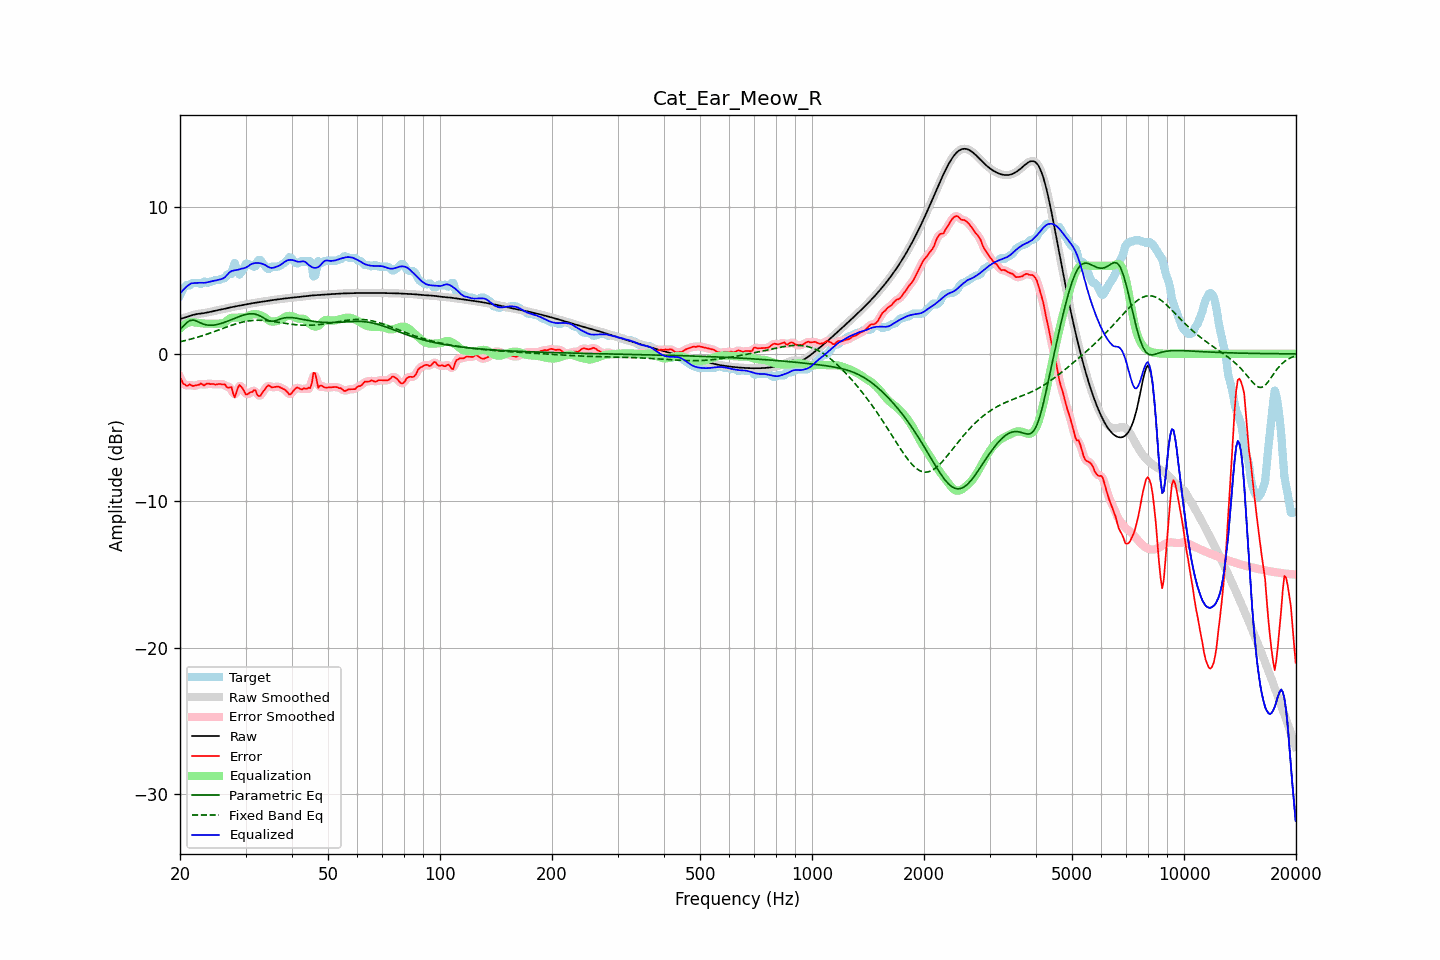 Cat_Ear_Meow_R
Amplitude (dBr)
10
0
−10
−20
−30
Target
Raw Smoothed
Error Smoothed
Raw
Error
Equalization
Parametric Eq
Fixed Band Eq
Equalized
20 50 100 200 500 1000 2000 5000 10000 20000
Frequency (Hz)